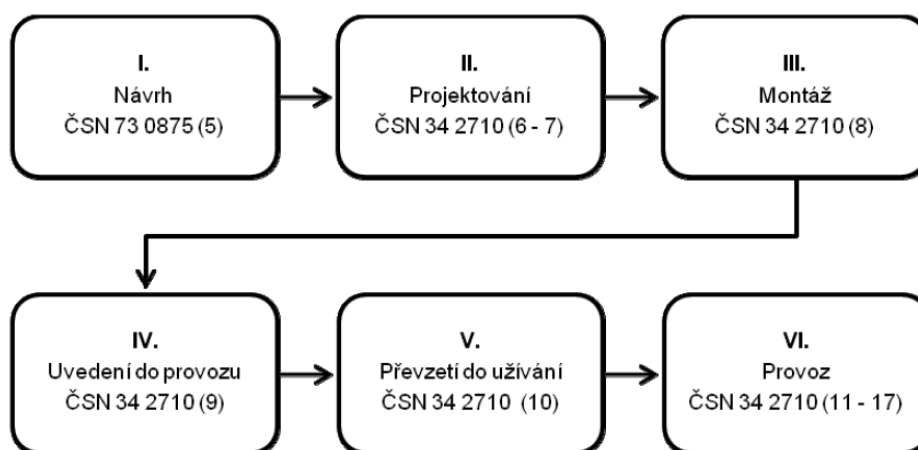 I.
Návrh
ČSN 73 0875 (5)
II.
Projektování
ČSN 34 2710 (6 - 7)
III.
Montáž
ČSN 34 2710 (8)
IV.
Uvedení do provozu
ČSN 34 2710 (9)
V.
Převzetí do užívání
ČSN 34 2710 (10)
VI.
Provoz
ČSN 34 2710 (11 - 17)